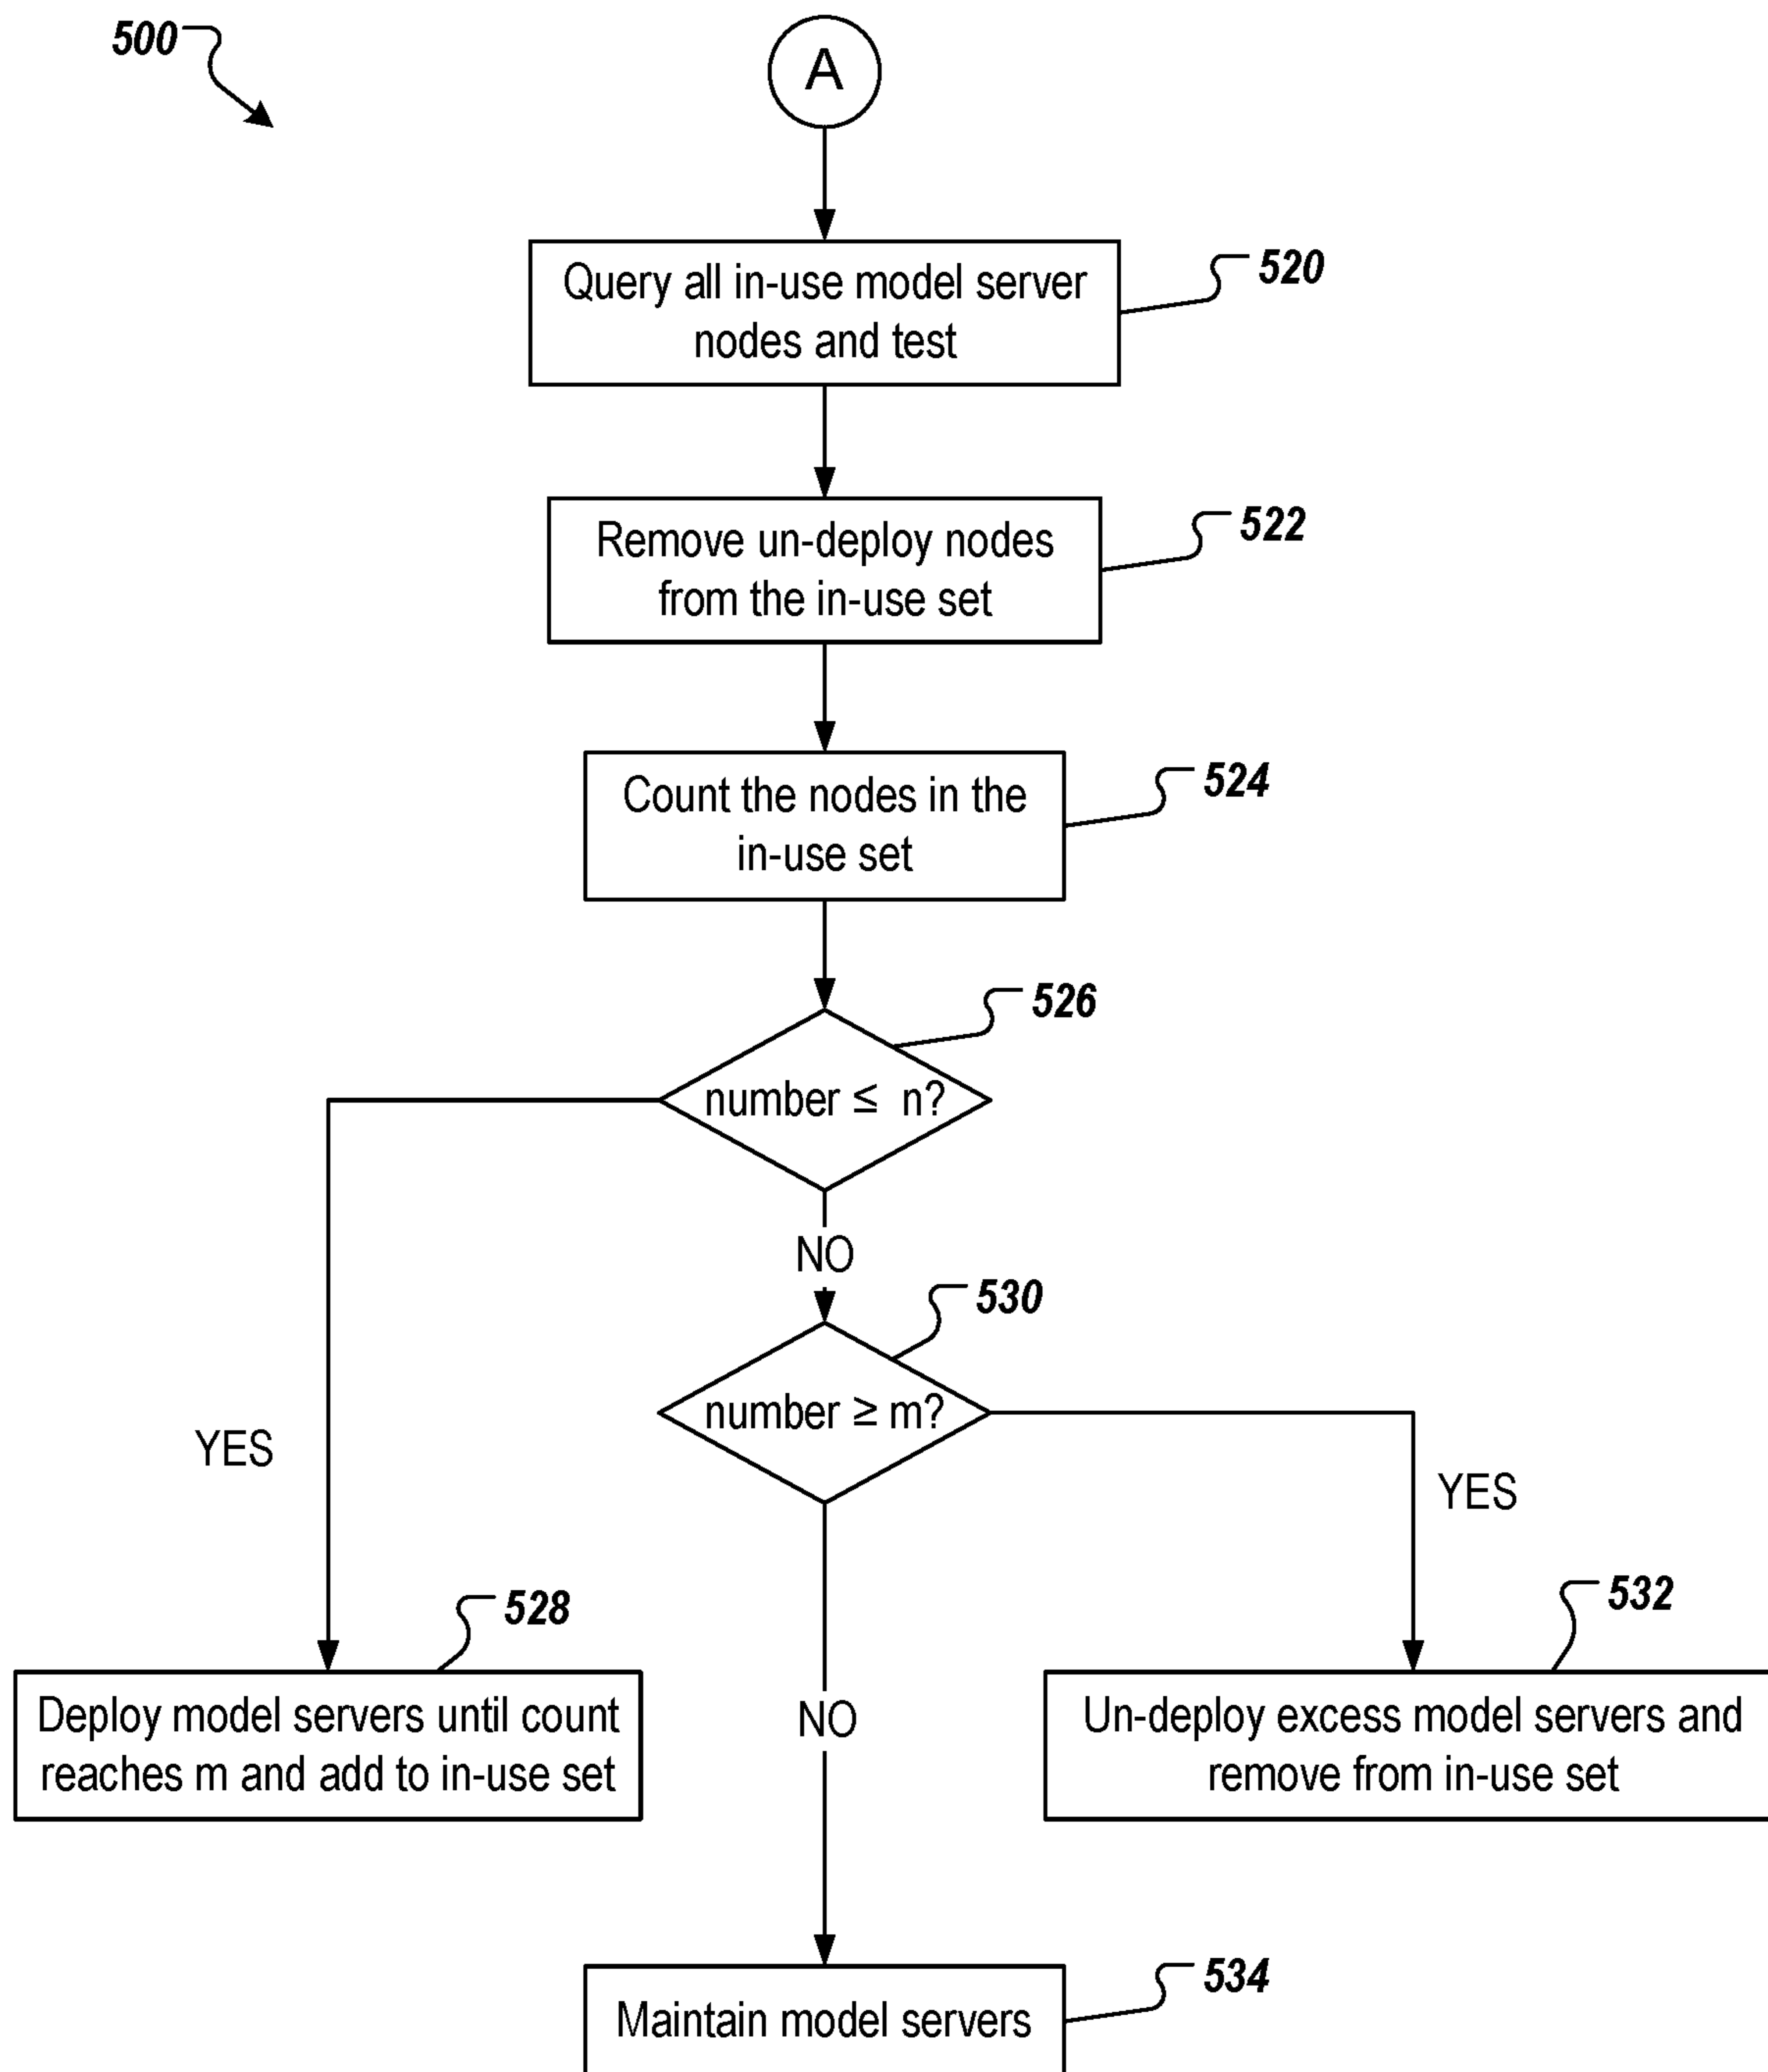 500
A
Query all in-use model server
nodes and test
520
Remove un-deploy nodes
from the in-use set
522
Count the nodes in the
in-use set
524
526
number ≤ n?
NO
530
number ≥ m?
YES
YES
528
Deploy model servers until count
reaches m and add to in-use set
NO
532
Un-deploy excess model servers and
remove from in-use set
534
Maintain model servers